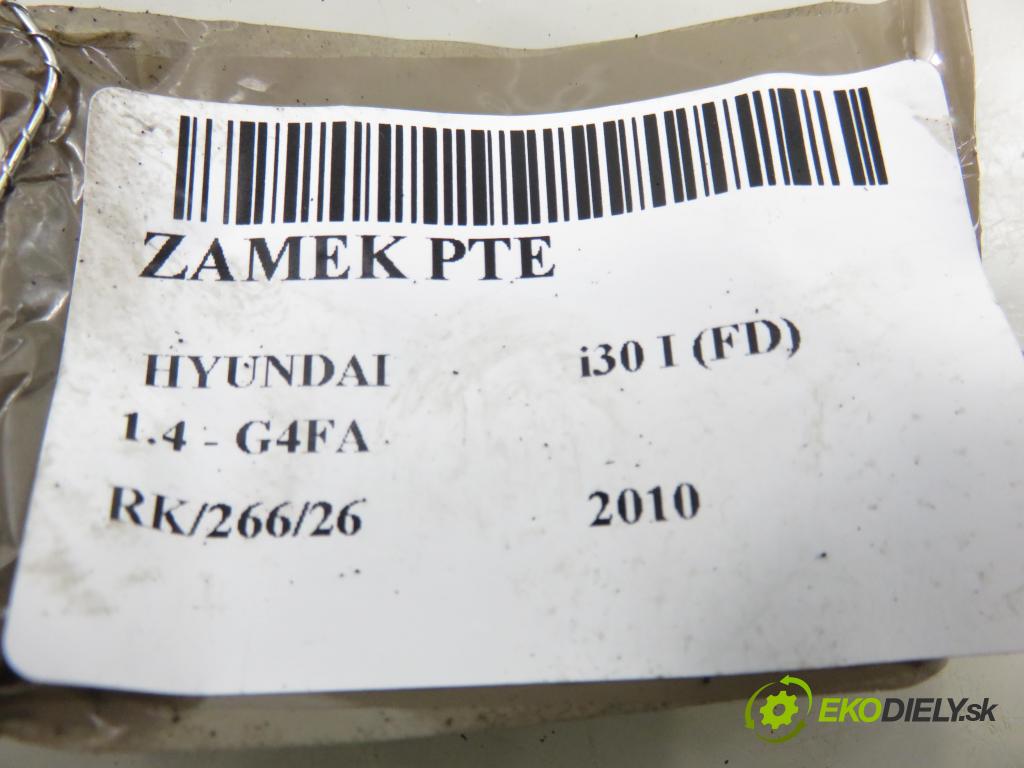 ZAMEK PTE
HYUNDAI i30 I (FD)
1.4 - G4FA
RK/266/26 2010
EKODIELY.sk